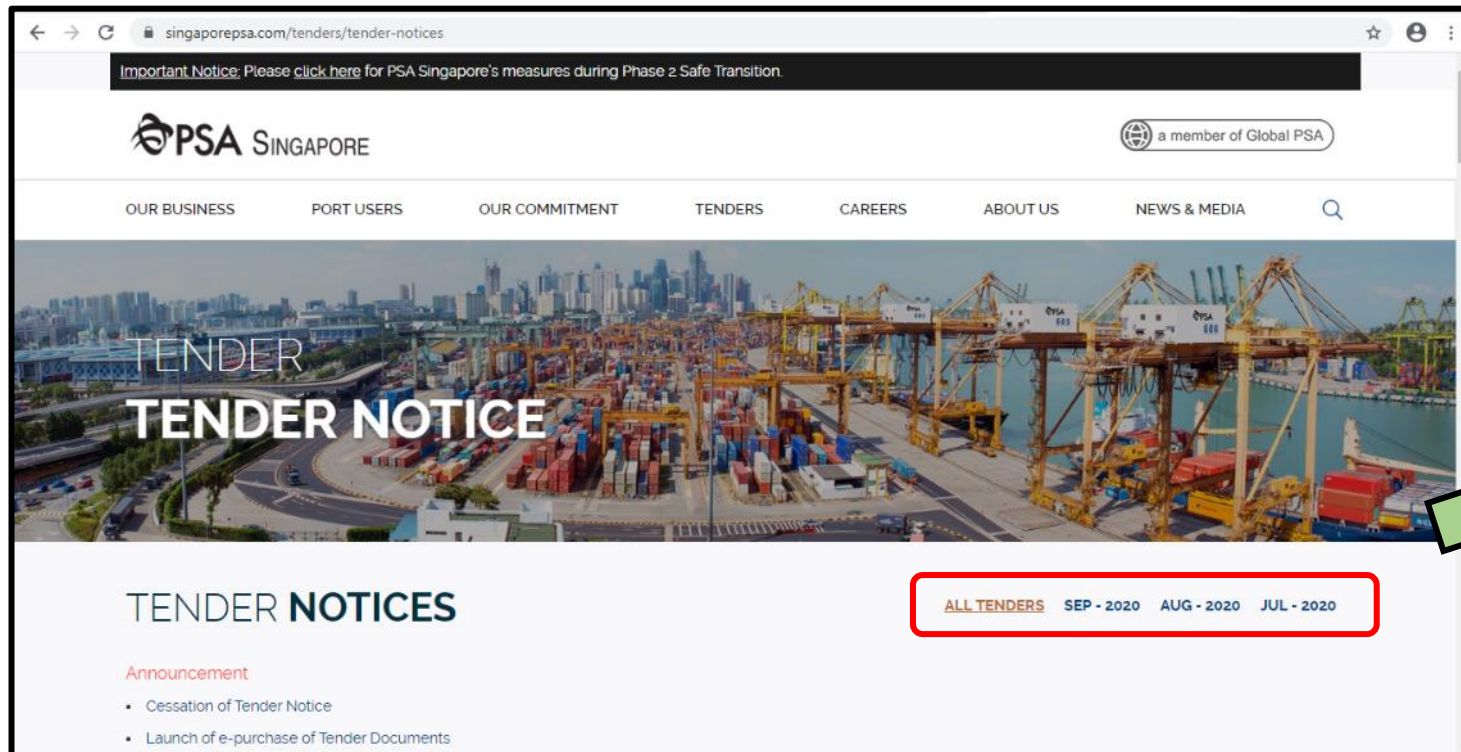 singaporepsa.com/tenders/tender-notices
Important Notice: Please click here for PSA Singapore's measures during Phase 2 Safe Transition.
PSA SINGAPORE
a member of Global PSA
OUR BUSINESS PORT USERS OUR COMMITMENT TENDERS CAREERS ABOUT US NEWS & MEDIA
TENDER
TENDER NOTICE
TENDER NOTICES
ALL TENDERS SEP - 2020 AUG - 2020 JUL - 2020
Announcement
• Cessation of Tender Notice
• Launch of e-purchase of Tender Documents